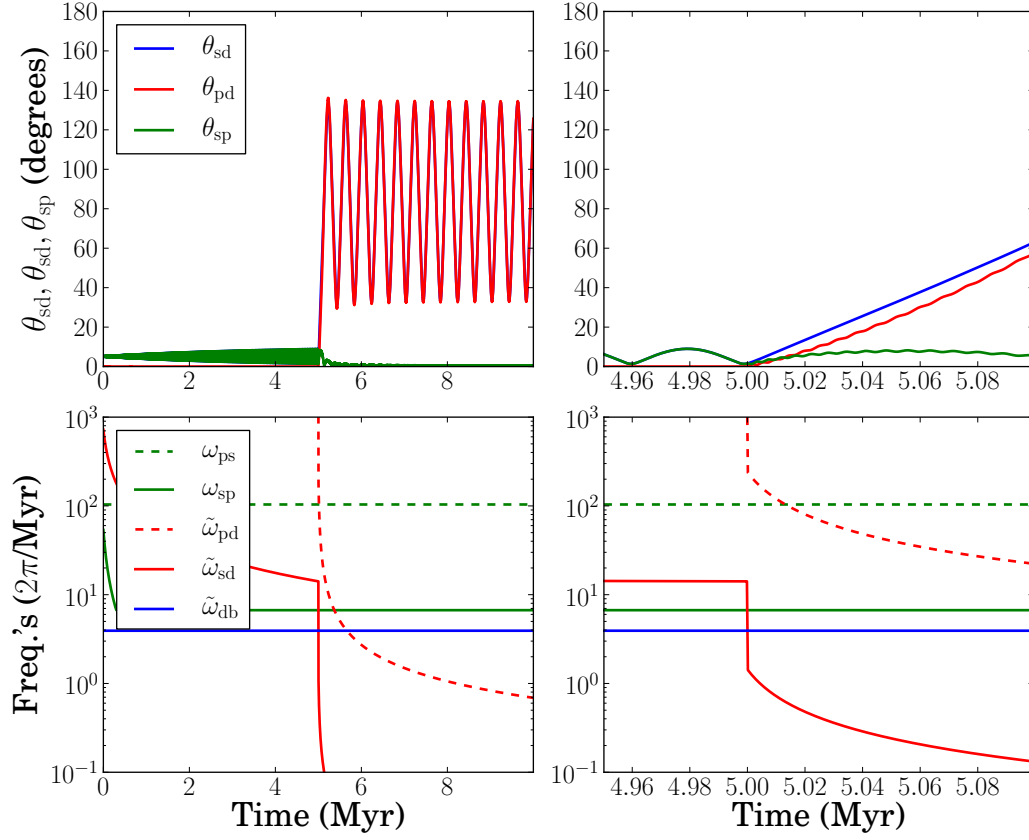 θsd, θsd, θsp (degrees)
180
160
140
120
100
80
60
40
20
0
θsd
θpd
θsp
0 2 4 6 8
180
160
140
120
100
80
60
40
20
0
4.96 4.98 5.00 5.02 5.04 5.06 5.08
Freq.'s (2π/Myr)
10³
10²
10¹
10⁰
10⁻¹
ωps
ωsp
ω̃pd
ω̃sd
ω̃db
0 2 4 6 8
Time (Myr)
10³
10²
10¹
10⁰
10⁻¹
4.96 4.98 5.00 5.02 5.04 5.06 5.08
Time (Myr)